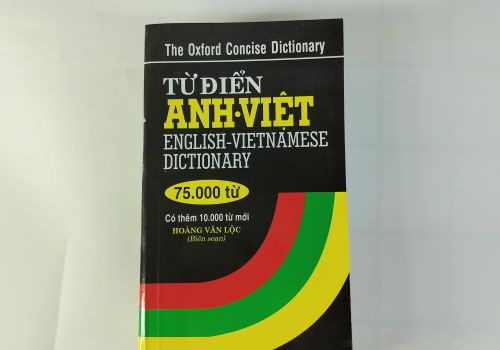 The Oxford Concise Dictionary
TỪ ĐIỂN
ANH·VIỆT
ENGLISH-VIETNAMESE
DICTIONARY
75.000 từ
Có thêm 10.000 từ mới
HOÀNG VĂN LỘC
(Biên soạn)